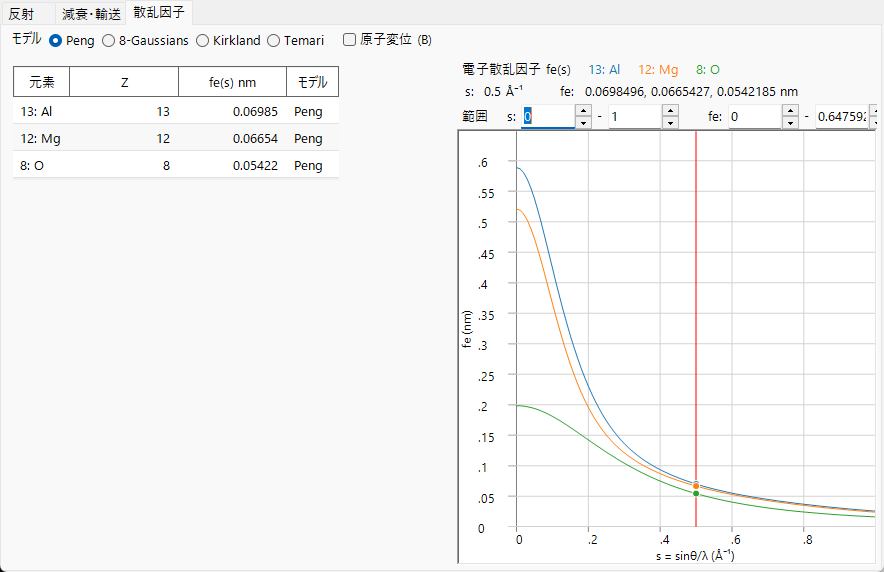 反射 減衰・輸送 散乱因子
モデル Peng 8-Gaussians Kirkland Temari 原子変位 (B)
元素 Z fe(s) nm モデル
13: Al 13 0.06985 Peng
12: Mg 12 0.06654 Peng
8: O 8 0.05422 Peng
電子散乱因子 fe(s) 13: Al 12: Mg 8: O
s: 0.5 Å⁻¹ fe: 0.0698496, 0.0665427, 0.0542185 nm
範囲 s: 0 - 1 fe: 0 - 0.647592
.6
.55
.5
.45
.4
.35
.3
.25
.2
.15
.1
.05
0
fe (nm)
0 .2 .4 .6 .8
s = sinθ/λ (Å⁻¹)